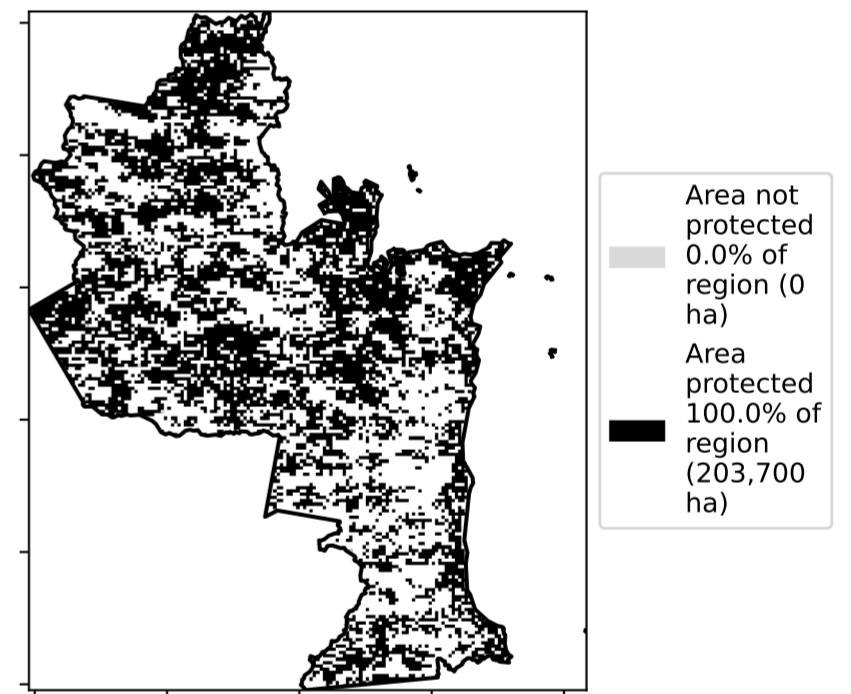 Area not
protected
0.0% of
region (0
ha)
Area
protected
100.0% of
region
(203,700
ha)